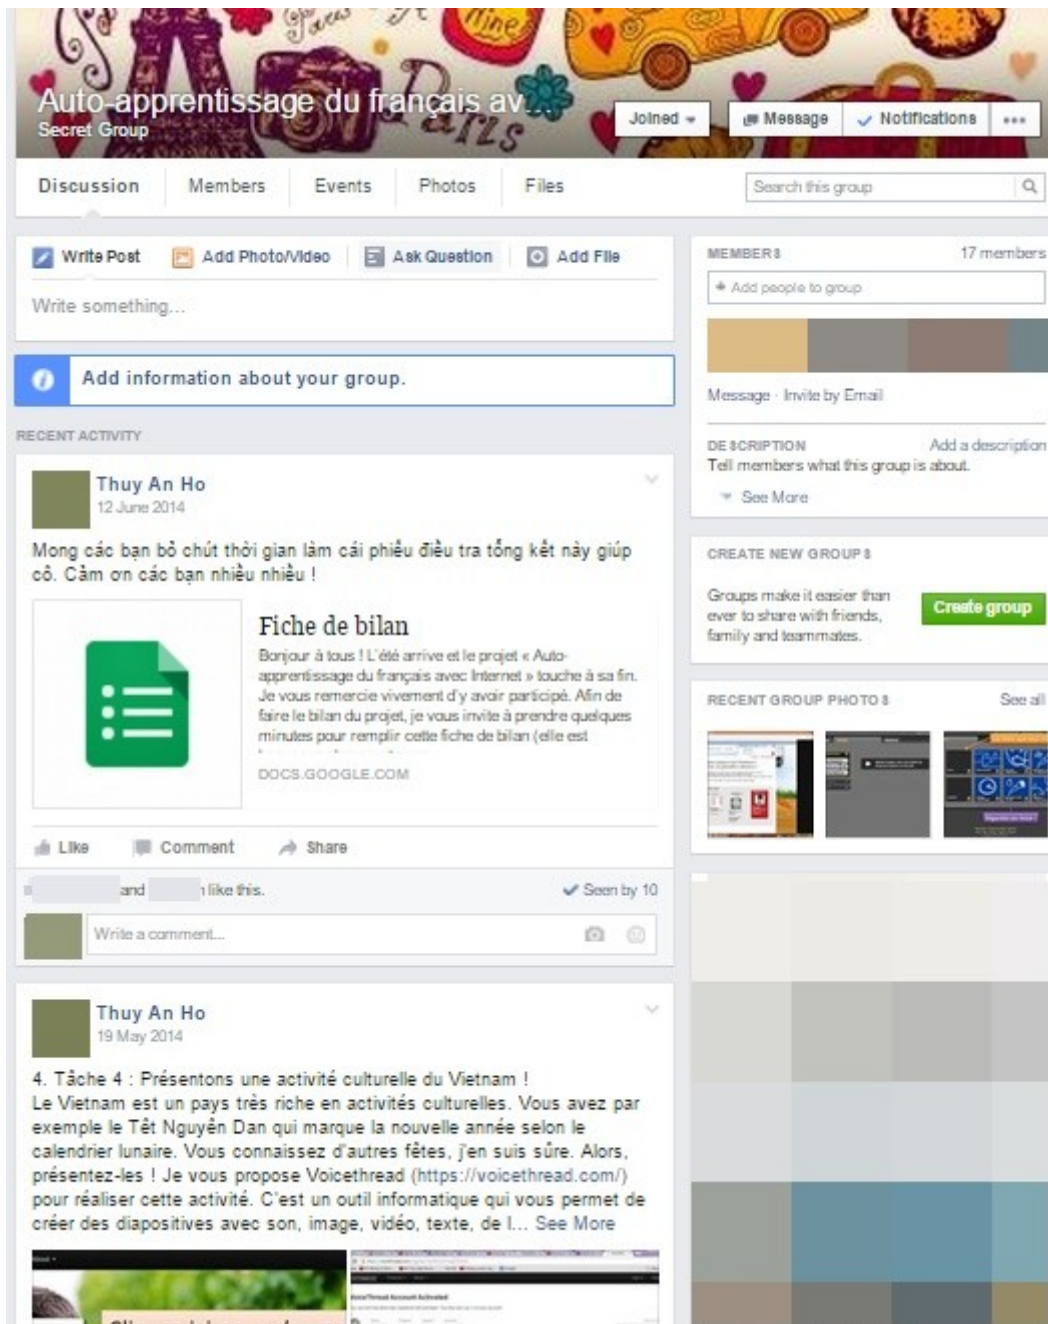 Paris
Auto-apprentissage du français av...
Secret Group
Paris
Joined
Message
Notifications
Discussion
Members
Events
Photos
Files
Search this group
Write Post
Add Photo/Video
Ask Question
Add File
Write something...
Add information about your group.
RECENT ACTIVITY
Thuy An Ho
12 June 2014
Mong các bạn bỏ chút thời gian làm cái phiếu điều tra tổng kết này giúp
cô. Cảm ơn các bạn nhiều nhiều !
Fiche de bilan
Bonjour à tous ! L'été arrive et le projet « Auto-
apprentissage du français avec Internet » touche à sa fin.
Je vous remercie vivement d'y avoir participé. Afin de
faire le bilan du projet, je vous invite à prendre quelques
minutes pour remplir cette fiche de bilan (elle est
DOCS.GOOGLE.COM
Like
Comment
Share
and
like this.
Seen by 10
Write a comment...
Thuy An Ho
19 May 2014
4. Tâche 4 : Présentons une activité culturelle du Vietnam !
Le Vietnam est un pays très riche en activités culturelles. Vous avez par
exemple le Têt Nguyên Dan qui marque la nouvelle année selon le
calendrier lunaire. Vous connaissez d'autres fêtes, j'en suis sûre. Alors,
présentez-les ! Je vous propose Voicethread (https://voicethread.com/)
pour réaliser cette activité. C'est un outil informatique qui vous permet de
créer des diapositives avec son, image, vidéo, texte, de l... See More
MEMBERS
17 members
+ Add people to group
Message · Invite by Email
DESCRIPTION
Add a description
Tell members what this group is about.
See More
CREATE NEW GROUPS
Groups make it easier than
ever to share with friends,
family and teammates.
Create group
RECENT GROUP PHOTOS
See all